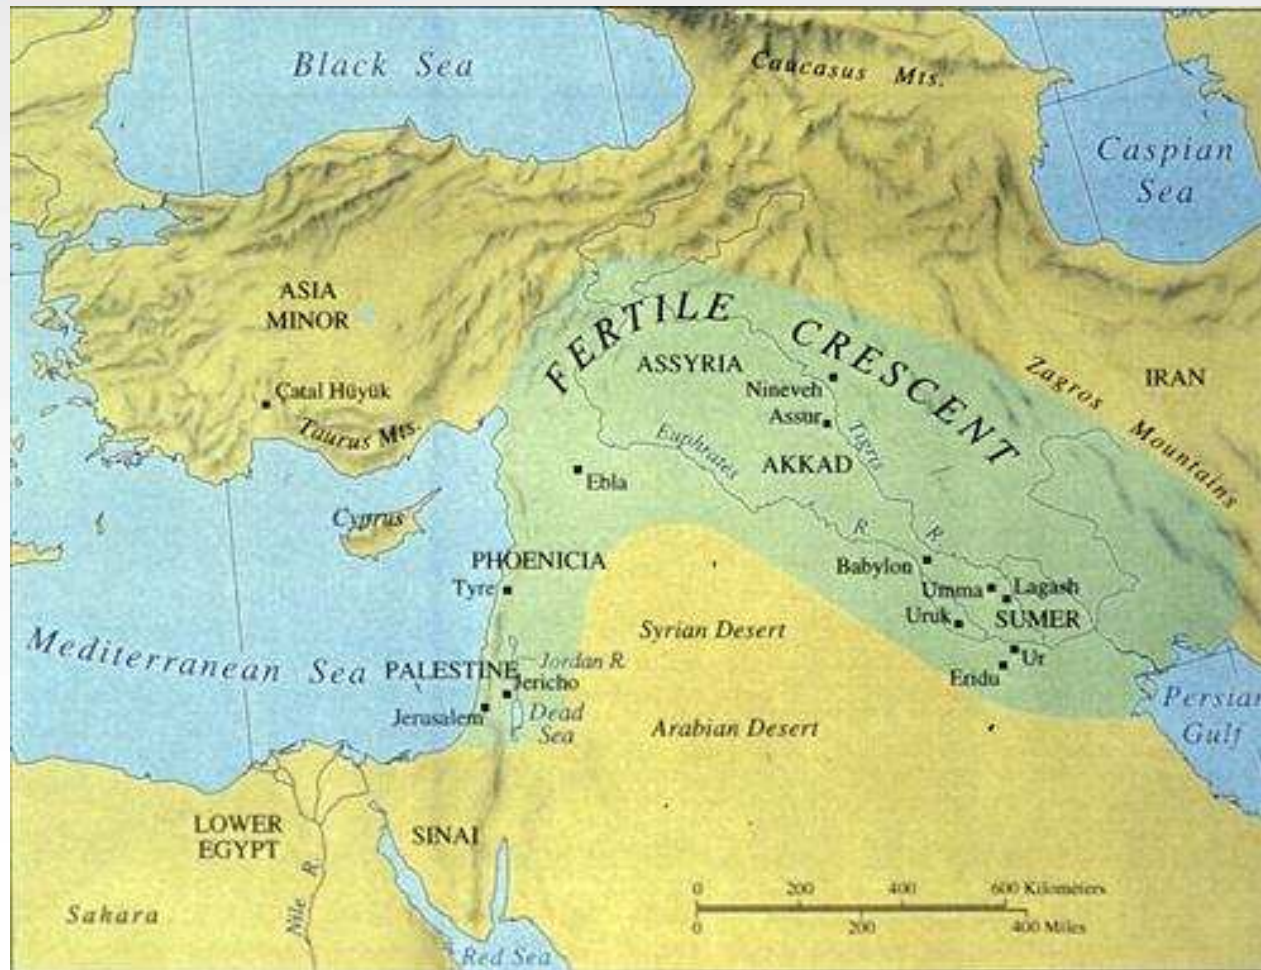 Black Sea
Caucasus Mts.
Caspian
Sea
ASIA
MINOR
FERTILE CRESCENT
ASSYRIA
Nineveh
Assur
Zagros Mountains
IRAN
Catal Hüyük
Taurus Mts.
Euphrates R.
Tigris R.
AKKAD
Ebla
Cyprus
PHOENICIA
Tyre
Babylon
Umma
Lagash
Uruk
SUMER
Ur
Eridu
Syrian Desert
Mediterranean Sea
PALESTINE
Jordan R.
Jericho
Jerusalem
Dead
Sea
Arabian Desert
Persian
Gulf
LOWER
EGYPT
SINAI
Nile R.
Sahara
Red Sea
0 200 400 600 Kilometers
0 200 400 Miles